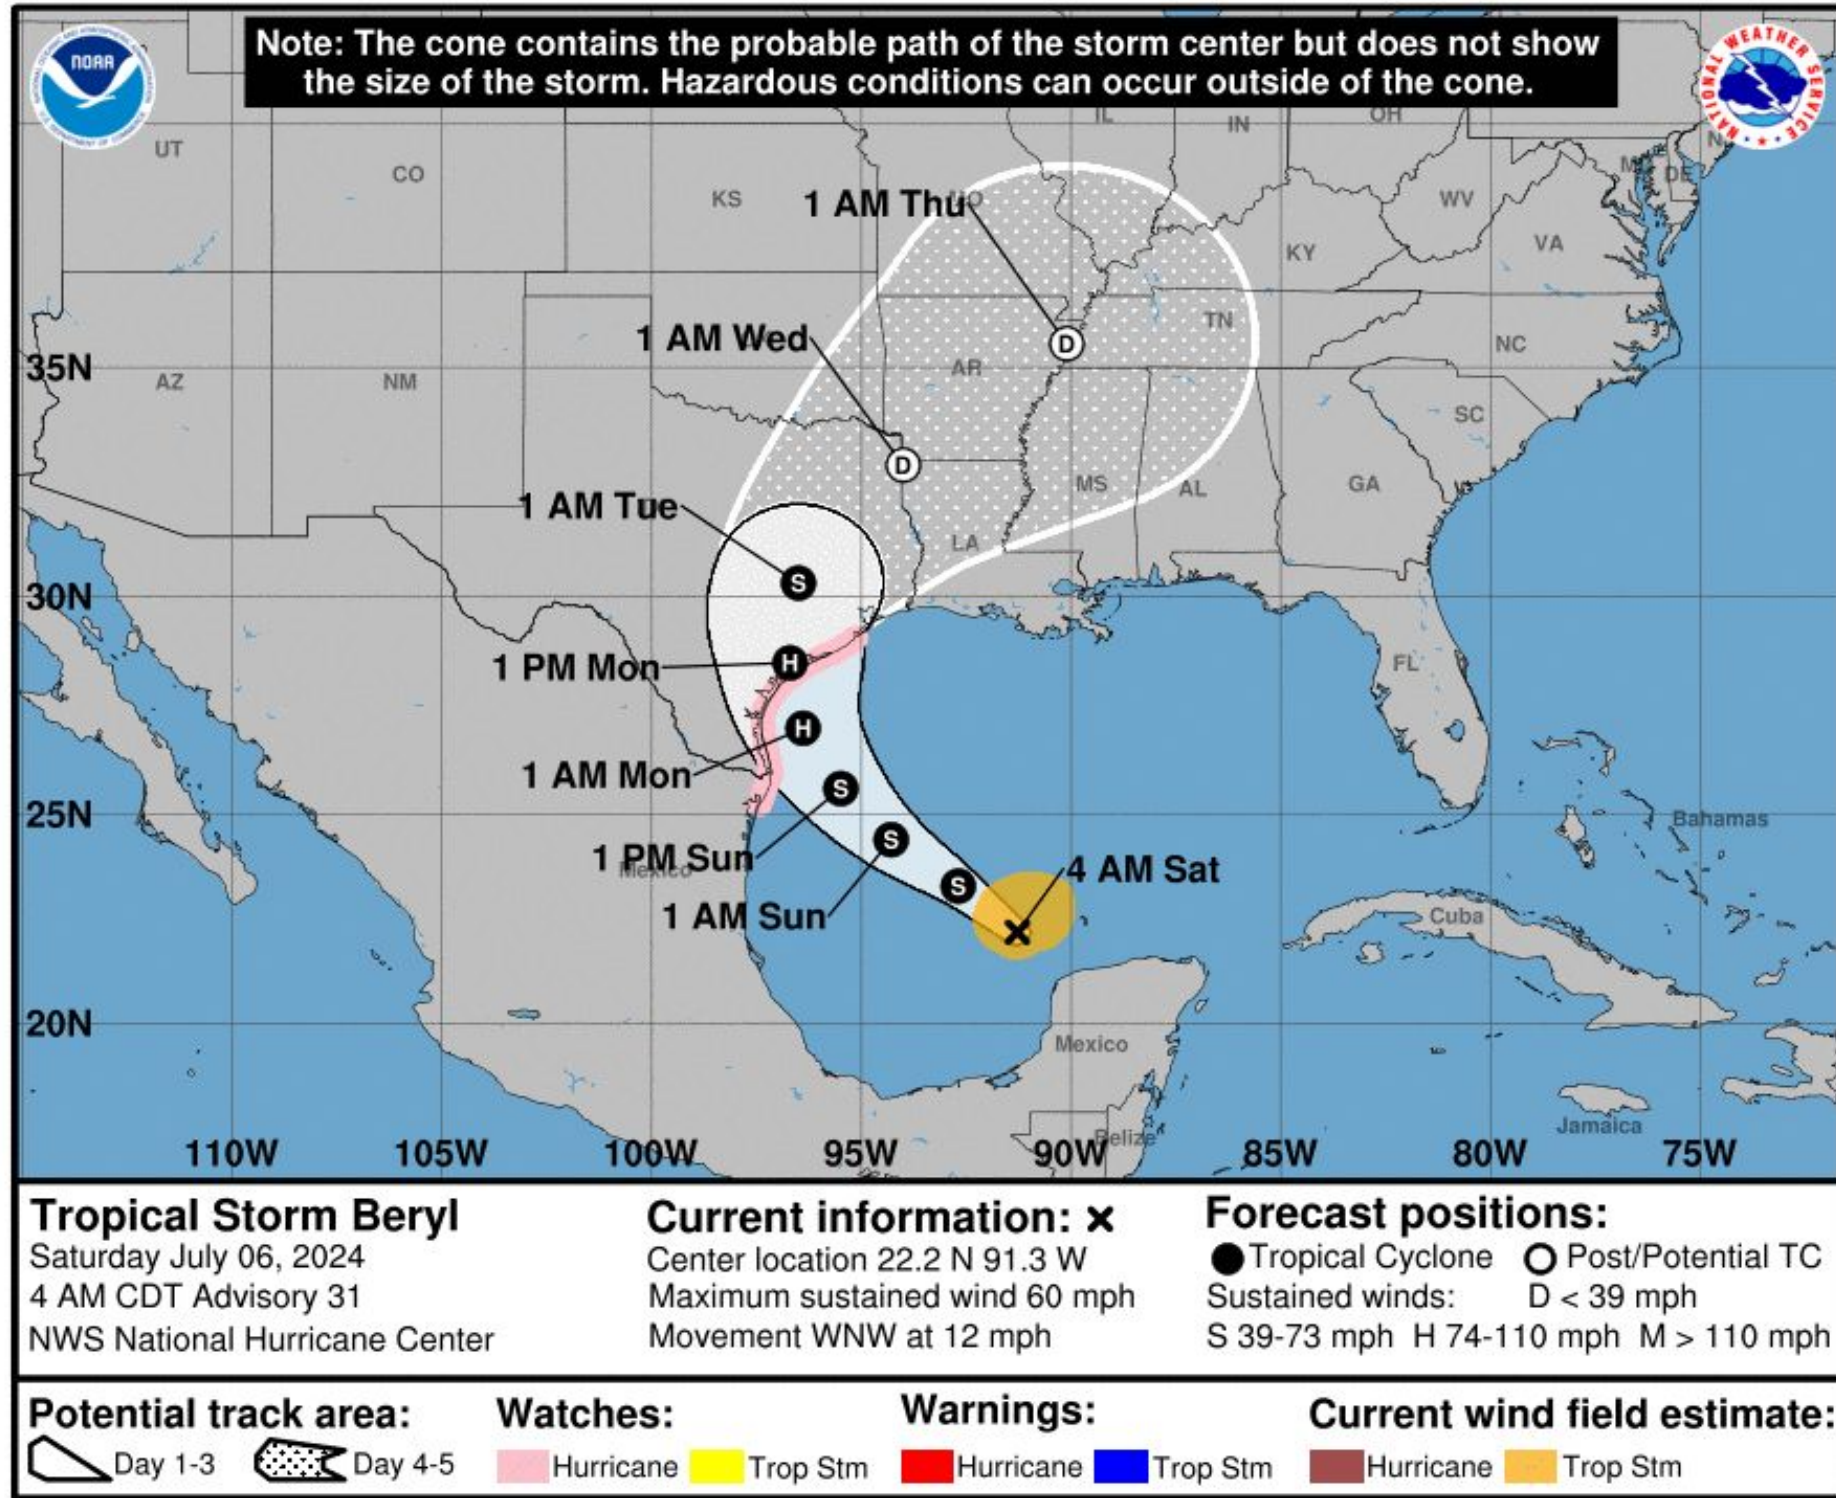 Note: The cone contains the probable path of the storm center but does not show
the size of the storm. Hazardous conditions can occur outside of the cone.
NOAA
NATIONAL WEATHER SERVICE
UT
CO
KS
IL
IN
OH
WV
VA
DE
KY
1 AM Thu
1 AM Wed
TN
NC
35N
AZ
NM
AR
SC
MS
AL
GA
1 AM Tue
LA
30N
1 PM Mon
FL
1 AM Mon
25N
Bahamas
1 PM Sun
Mexico
4 AM Sat
1 AM Sun
Cuba
20N
Mexico
Belize
Jamaica
110W 105W 100W 95W 90W 85W 80W 75W
Tropical Storm Beryl
Saturday July 06, 2024
4 AM CDT Advisory 31
NWS National Hurricane Center
Current information: x
Center location 22.2 N 91.3 W
Maximum sustained wind 60 mph
Movement WNW at 12 mph
Forecast positions:
Tropical Cyclone Post/Potential TC
Sustained winds: D < 39 mph
S 39-73 mph H 74-110 mph M > 110 mph
Potential track area:
Day 1-3 Day 4-5
Watches:
Hurricane Trop Stm
Warnings:
Hurricane Trop Stm
Current wind field estimate:
Hurricane Trop Stm
D
D
S
H
H
S
S
S